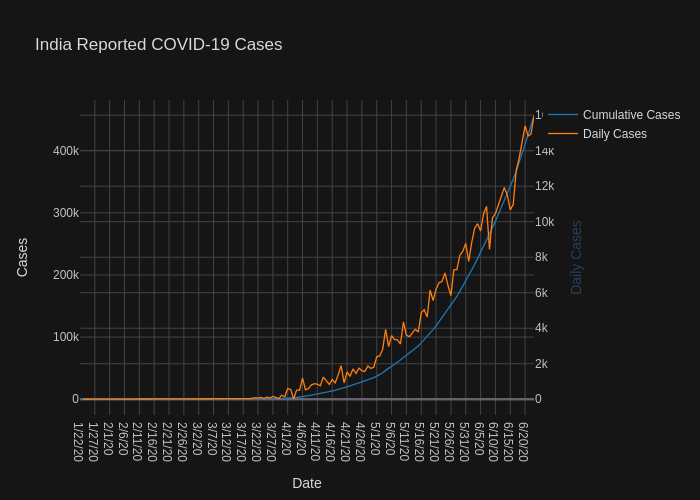 India Reported COVID-19 Cases
Cumulative Cases
Daily Cases
400k
300k
200k
100k
0
Cases
14k
12k
10k
8k
6k
4k
2k
0
Daily Cases
1/22/20
1/27/20
2/1/20
2/6/20
2/11/20
2/16/20
2/21/20
2/26/20
3/2/20
3/7/20
3/12/20
3/17/20
3/22/20
3/27/20
4/1/20
4/6/20
4/11/20
4/16/20
4/21/20
4/26/20
5/1/20
5/6/20
5/11/20
5/16/20
5/21/20
5/26/20
5/31/20
6/5/20
6/10/20
6/15/20
6/20/20
Date